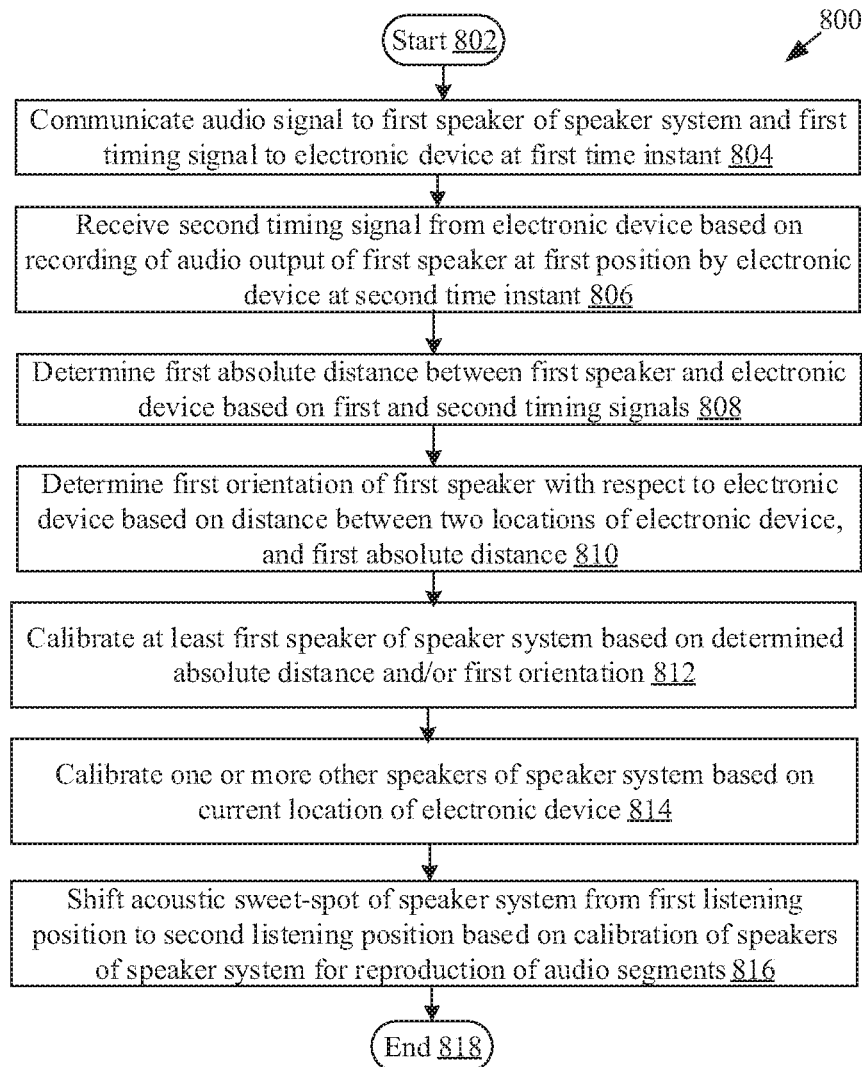 800
Start 802
Communicate audio signal to first speaker of speaker system and first
timing signal to electronic device at first time instant 804
Receive second timing signal from electronic device based on
recording of audio output of first speaker at first position by electronic
device at second time instant 806
Determine first absolute distance between first speaker and electronic
device based on first and second timing signals 808
Determine first orientation of first speaker with respect to electronic
device based on distance between two locations of electronic device,
and first absolute distance 810
Calibrate at least first speaker of speaker system based on determined
absolute distance and/or first orientation 812
Calibrate one or more other speakers of speaker system based on
current location of electronic device 814
Shift acoustic sweet-spot of speaker system from first listening
position to second listening position based on calibration of speakers
of speaker system for reproduction of audio segments 816
End 818